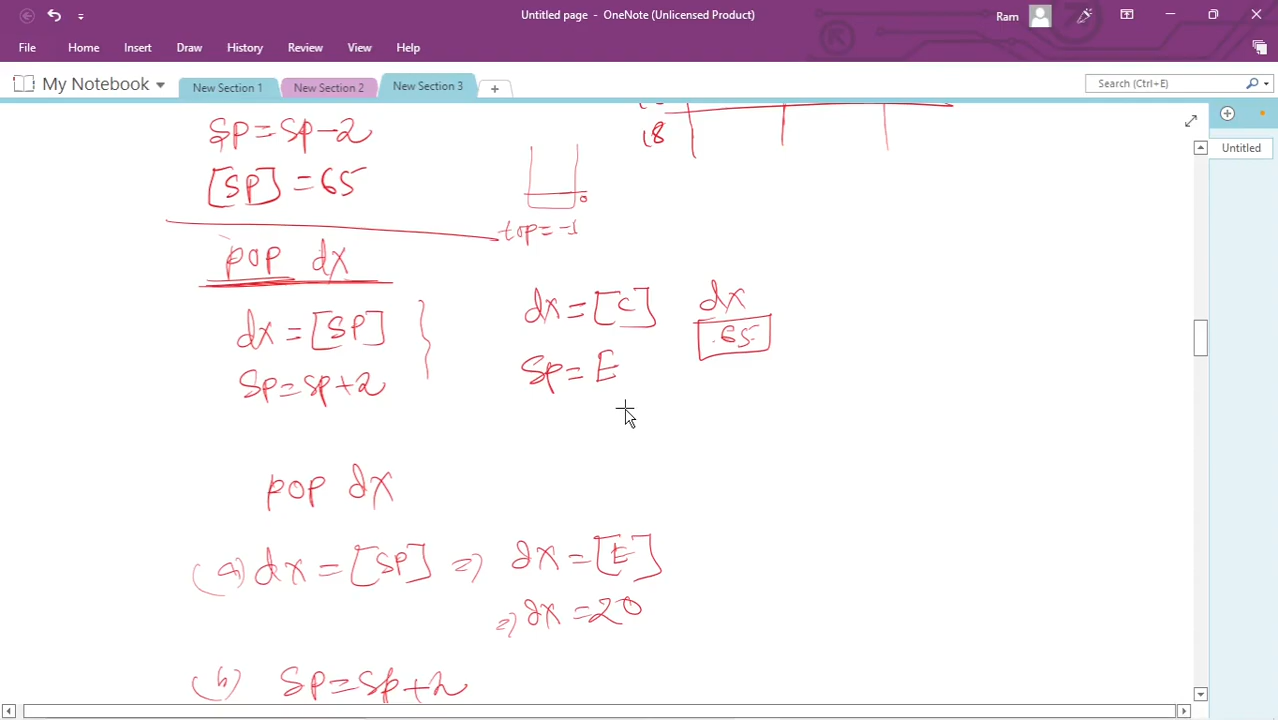 Untitled page - OneNote (Unlicensed Product)
Ram
File Home Insert Draw History Review View Help
My Notebook New Section 1 New Section 2 New Section 3 +
Search (Ctrl+E)
Untitled
SP=SP-2
[SP] =65
18
0
top= -1
pop dx
dx = [SP]
SP=SP+2
dx = [C]
SP= E
dx
65
pop dx
(a) dx = [SP] => dx = [E]
=> dx =20
(b) SP=SP+2